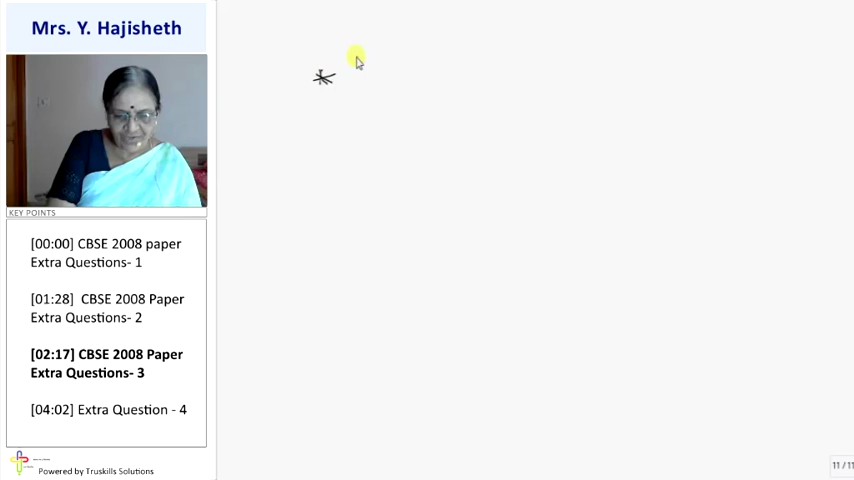 Mrs. Y. Hajisheth
KEY POINTS
[00:00] CBSE 2008 paper
Extra Questions- 1
[01:28] CBSE 2008 Paper
Extra Questions- 2
[02:17] CBSE 2008 Paper
Extra Questions- 3
[04:02] Extra Question - 4
Powered by Truskills Solutions
*
11 / 11